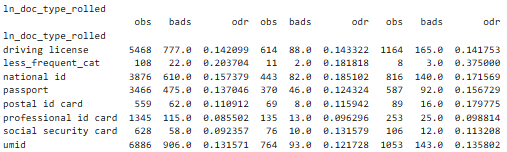 ln_doc_type_rolled
obs bads odr obs bads odr obs bads odr
ln_doc_type_rolled
driving license 5468 777.0 0.142099 614 88.0 0.143322 1164 165.0 0.141753
less_frequent_cat 108 22.0 0.203704 11 2.0 0.181818 8 3.0 0.375000
national id 3876 610.0 0.157379 443 82.0 0.185102 816 140.0 0.171569
passport 3466 475.0 0.137046 370 46.0 0.124324 587 92.0 0.156729
postal id card 559 62.0 0.110912 69 8.0 0.115942 89 16.0 0.179775
professional id card 1345 115.0 0.085502 135 13.0 0.096296 253 25.0 0.098814
social security card 628 58.0 0.092357 76 10.0 0.131579 106 12.0 0.113208
umid 6886 906.0 0.131571 764 93.0 0.121728 1053 143.0 0.135802